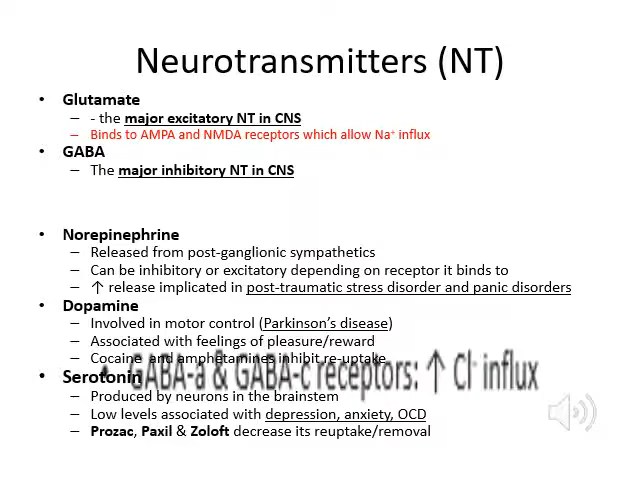 Neurotransmitters (NT)
• Glutamate
– - the major excitatory NT in CNS
– Binds to AMPA and NMDA receptors which allow Na⁺ influx
• GABA
– The major inhibitory NT in CNS
• Norepinephrine
– Released from post-ganglionic sympathetics
– Can be inhibitory or excitatory depending on receptor it binds to
– ↑ release implicated in post-traumatic stress disorder and panic disorders
• Dopamine
– Involved in motor control (Parkinson's disease)
– Associated with feelings of pleasure/reward
– Cocaine and amphetamines inhibit re-uptake
• GABA-a & GABA-c receptors: ↑ Cl⁻ influx
• Serotonin
– Produced by neurons in the brainstem
– Low levels associated with depression, anxiety, OCD
– Prozac, Paxil & Zoloft decrease its reuptake/removal